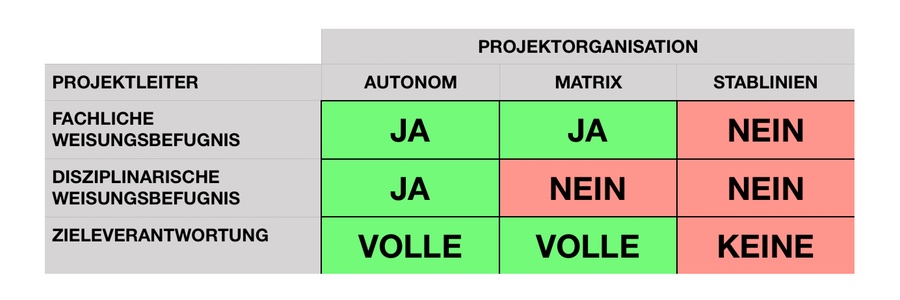 PROJEKTORGANISATION
PROJEKTLEITER AUTONOM MATRIX STABLINIEN
FACHLICHE
WEISUNGSBEFUGNIS JA JA NEIN
DISZIPLINARISCHE
WEISUNGSBEFUGNIS JA NEIN NEIN
ZIELEVERANTWORTUNG VOLLE VOLLE KEINE